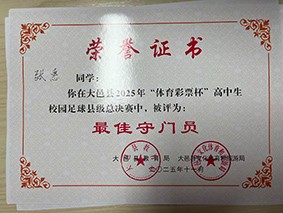 荣誉证书
张悉 同学：
你在大邑县2025年“体育彩票杯”高中生
校园足球县级总决赛中，被评为：
最佳守门员
大邑县教育局
二〇二五年十一月